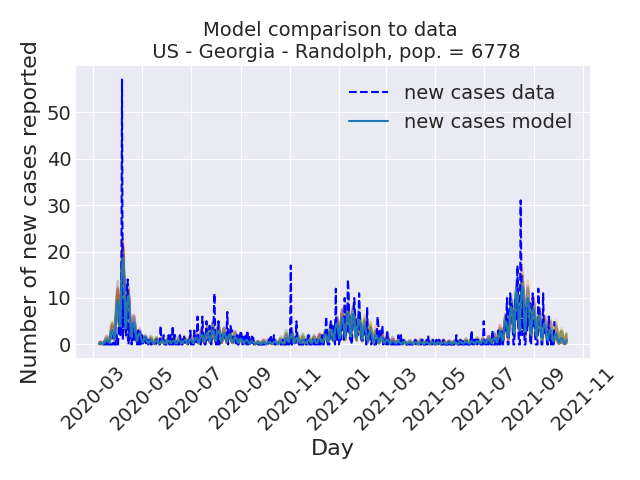 Model comparison to data
US - Georgia - Randolph, pop. = 6778
Number of new cases reported
50
40
30
20
10
0
new cases data
new cases model
2020-03
2020-05
2020-07
2020-09
2020-11
2021-01
2021-03
2021-05
2021-07
2021-09
2021-11
Day